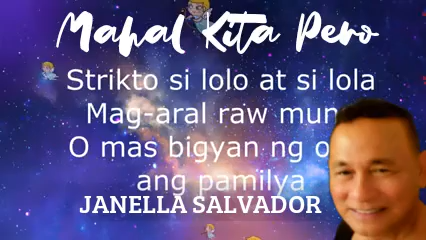 Mahal Kita Pero
Strikto si lolo at si lola
Mag-aral raw mun
O mas bigyan ng o
ang pamilya
JANELLA SALVADOR